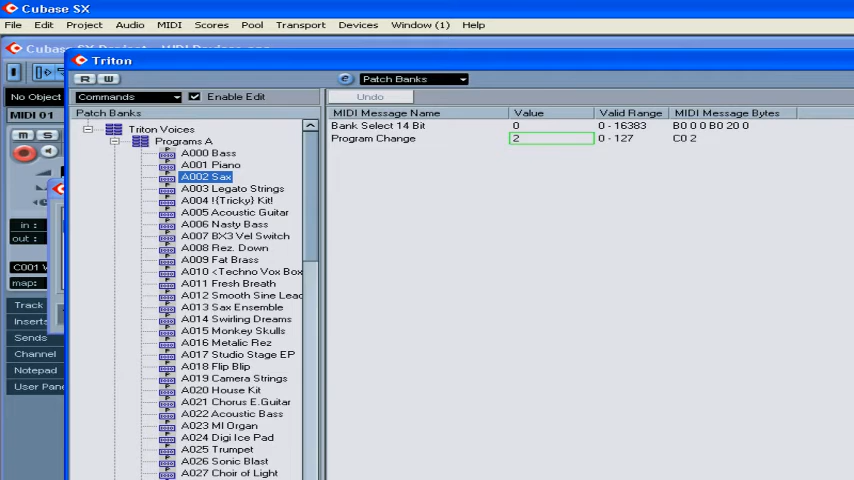 Cubase SX
File Edit Project Audio MIDI Scores Pool Transport Devices Window (1) Help
Triton
R W Patch Banks
No Object Commands Enable Edit Undo
MIDI 01 Patch Banks MIDI Message Name Value Valid Range MIDI Message Bytes
Triton Voices Bank Select 14 Bit 0 0 - 16383 B0 0 0 B0 20 0
m S Programs A Program Change 2 0 - 127 C0 2
A000 Bass
A001 Piano
A002 Sax
A003 Legato Strings
A004 !{Tricky} Kit!
A005 Acoustic Guitar
in : A006 Nasty Bass
out : A007 BX3 Vel Switch
A008 Rez. Down
C001 A009 Fat Bass
map: A010 <Techno Vox Box
A011 Fresh Breath
Track A012 Smooth Sine Lead
Inserts A013 Sax Ensemble
A014 Swirling Dreams
Sends A015 Monkey Skulls
Channel A016 Metalic Rez
A017 Studio Stage EP
Notepad A018 Flip Blip
A019 Camera Strings
User Pane A020 House Kit
A021 Chorus E.Guitar
A022 Acoustic Bass
A023 MI Organ
A024 Digi Ice Pad
A025 Trumpet
A026 Sonic Blast
A027 Choir of Light